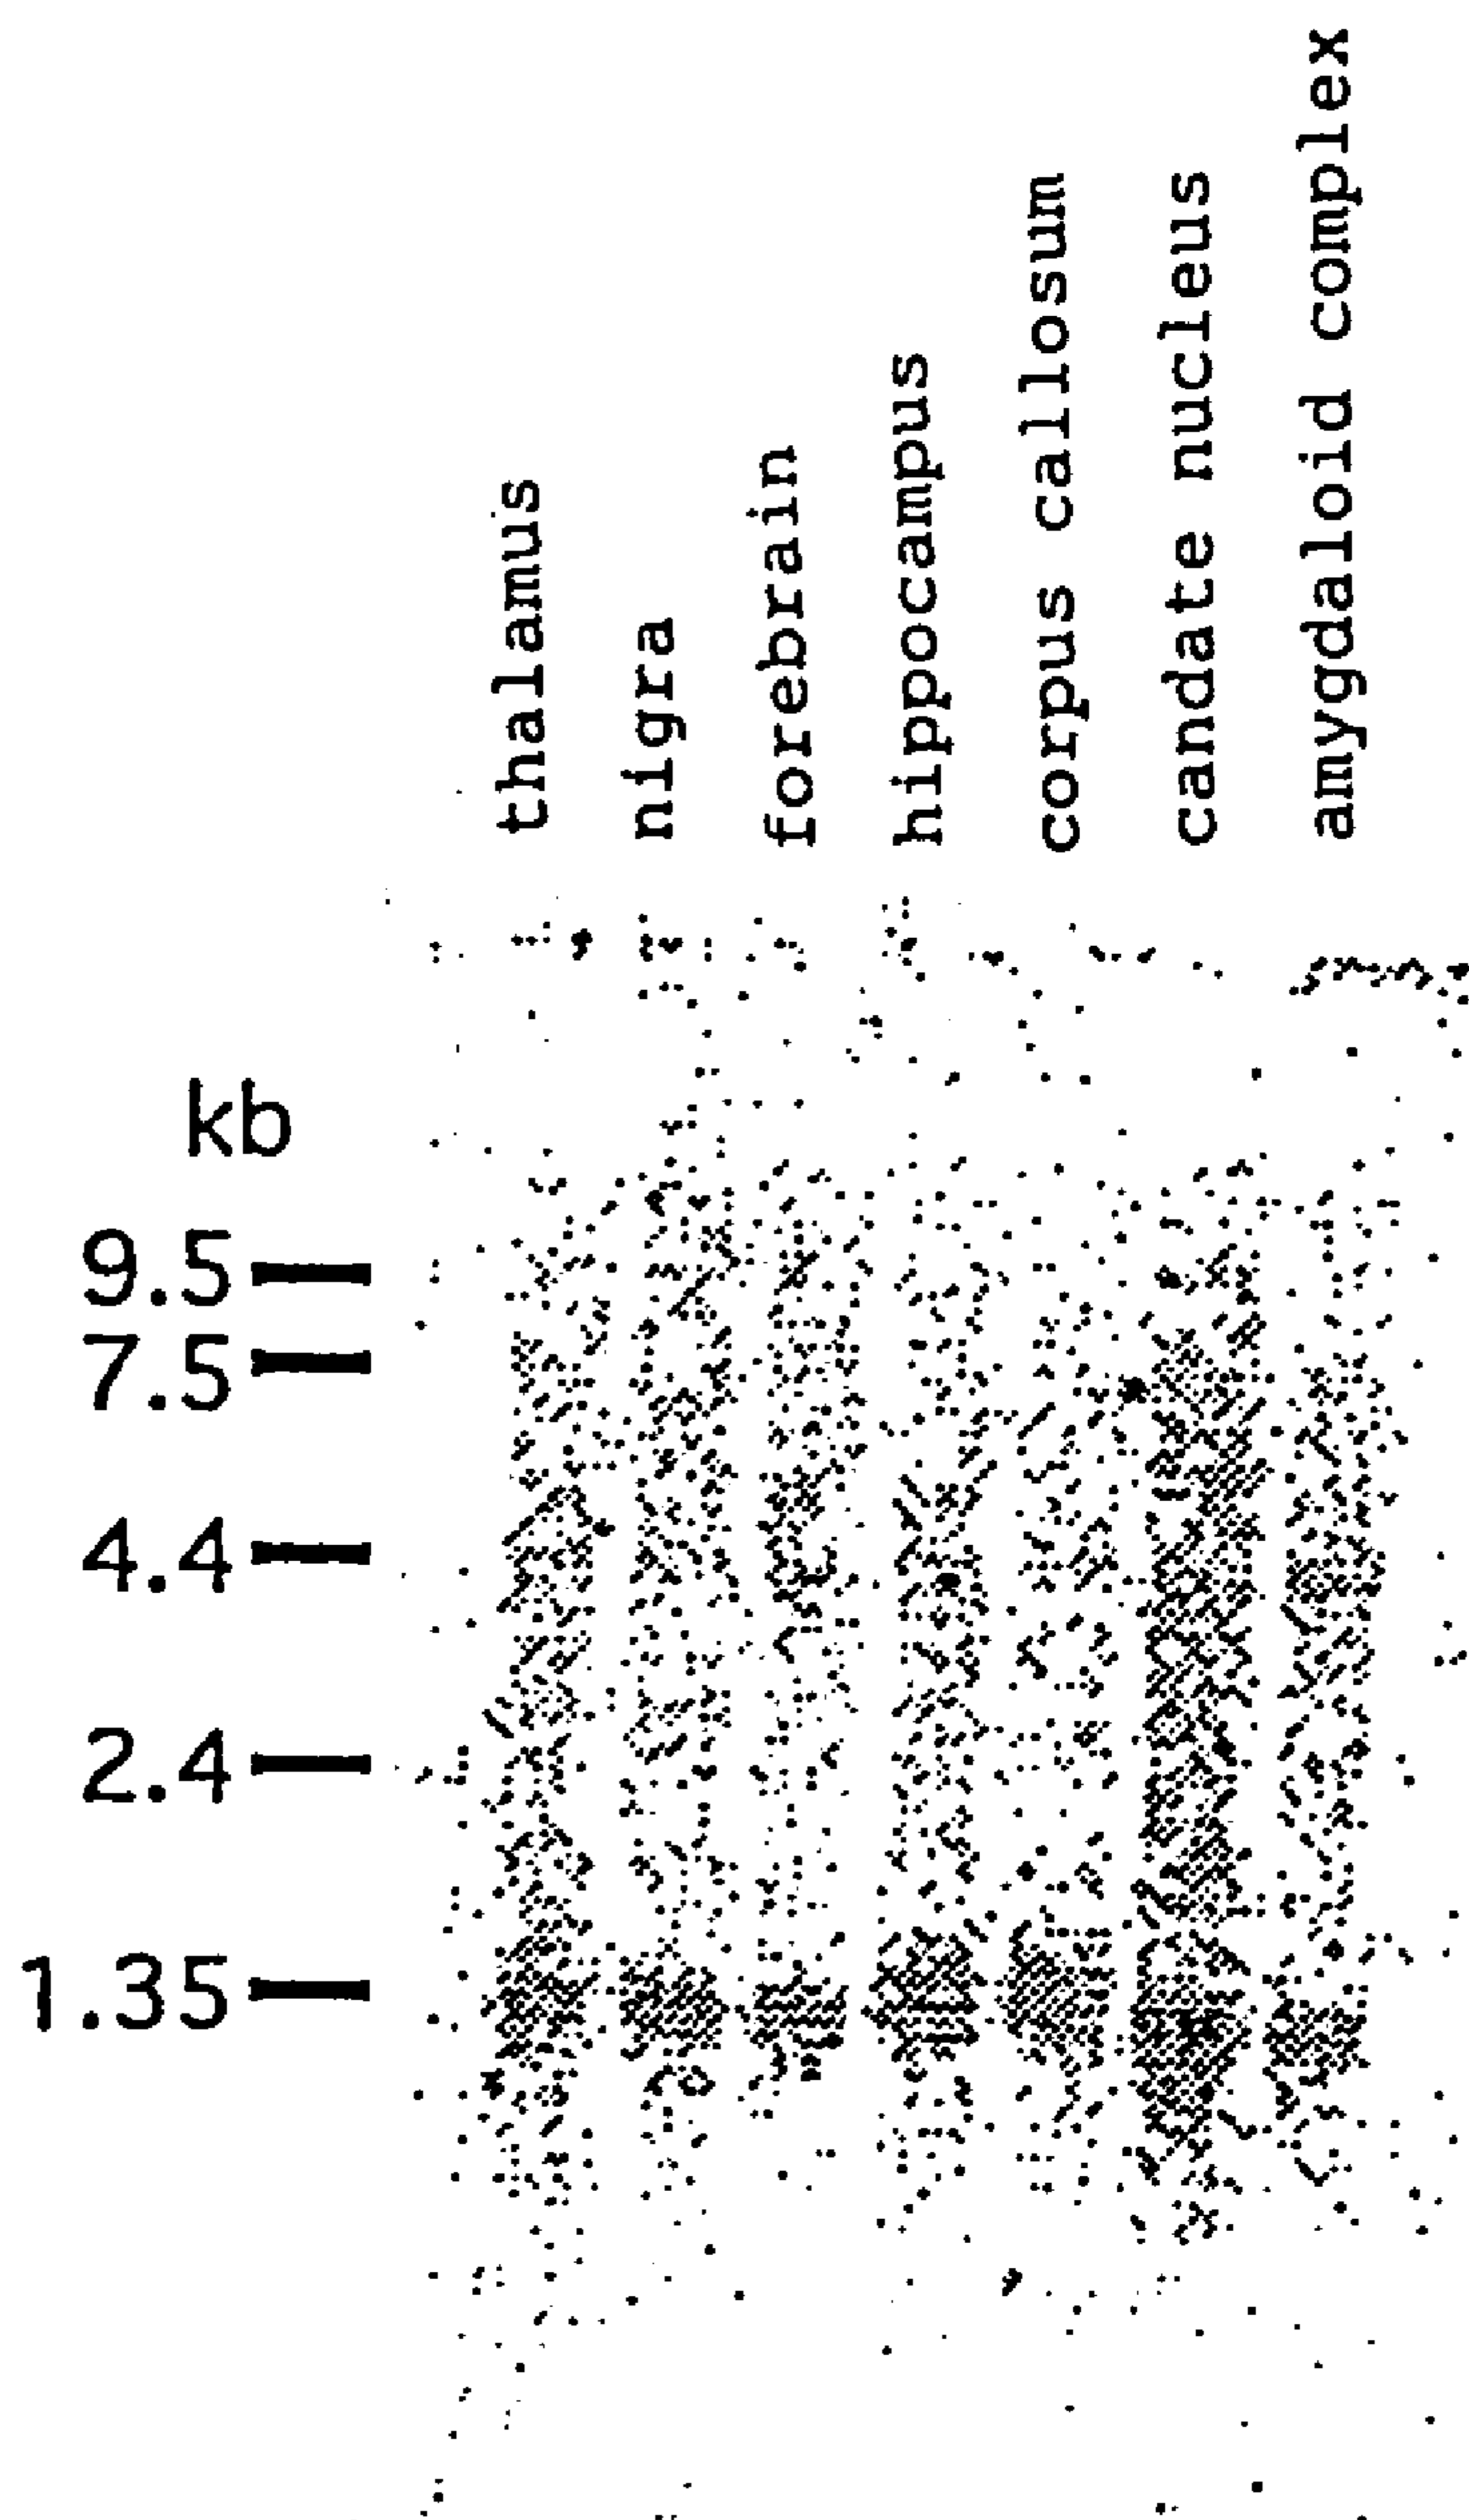 thalamus
nigra
forebrain
hippocampus
corpus callosum
candate nucleus
amygdaloid complex
kb
9.5
7.5
4.4
2.4
1.35